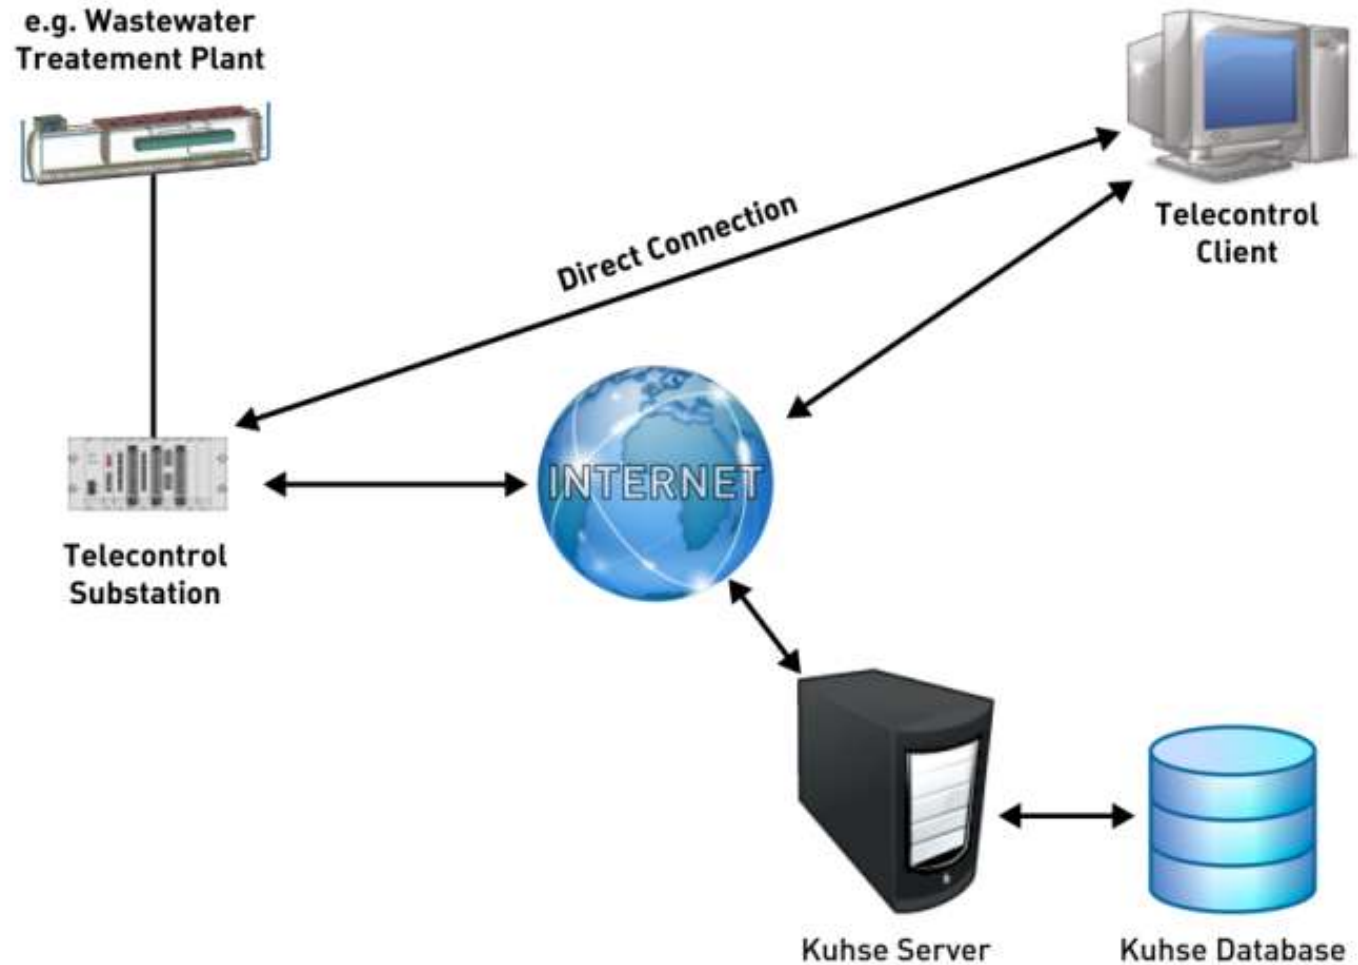 e.g. Wastewater
Treatement Plant
Telecontrol
Client
Direct Connection
INTERNET
Telecontrol
Substation
Kuhse Server
Kuhse Database